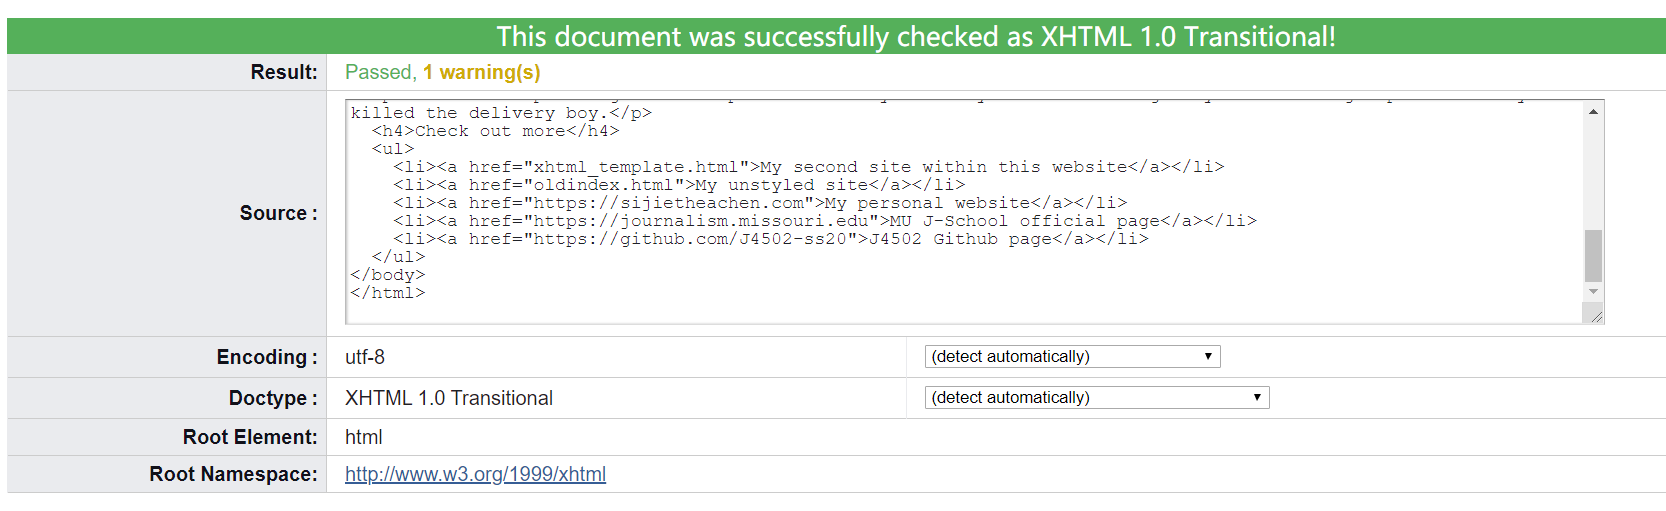 This document was successfully checked as XHTML 1.0 Transitional!
Result: Passed, 1 warning(s)
Source :
killed the delivery boy.</p>
  <h4>Check out more</h4>
  <ul>
    <li><a href="xhtml_template.html">My second site within this website</a></li>
    <li><a href="oldindex.html">My unstyled site</a></li>
    <li><a href="https://sijietheachen.com">My personal website</a></li>
    <li><a href="https://journalism.missouri.edu">MU J-School official page</a></li>
    <li><a href="https://github.com/J4502-ss20">J4502 Github page</a></li>
  </ul>
</body>
</html>
Encoding : utf-8 (detect automatically)
Doctype : XHTML 1.0 Transitional (detect automatically)
Root Element: html
Root Namespace: http://www.w3.org/1999/xhtml